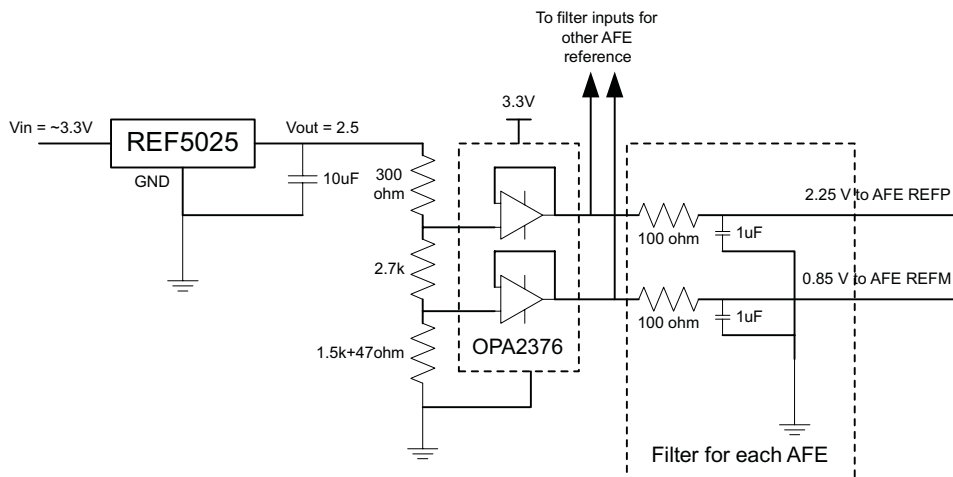 To filter inputs for
other AFE
reference
3.3V
Vin = ~3.3V
REF5025
Vout = 2.5
GND
10uF
300
ohm
2.7k
1.5k+47ohm
OPA2376
100 ohm
1uF
2.25 V to AFE REFP
100 ohm
1uF
0.85 V to AFE REFM
Filter for each AFE